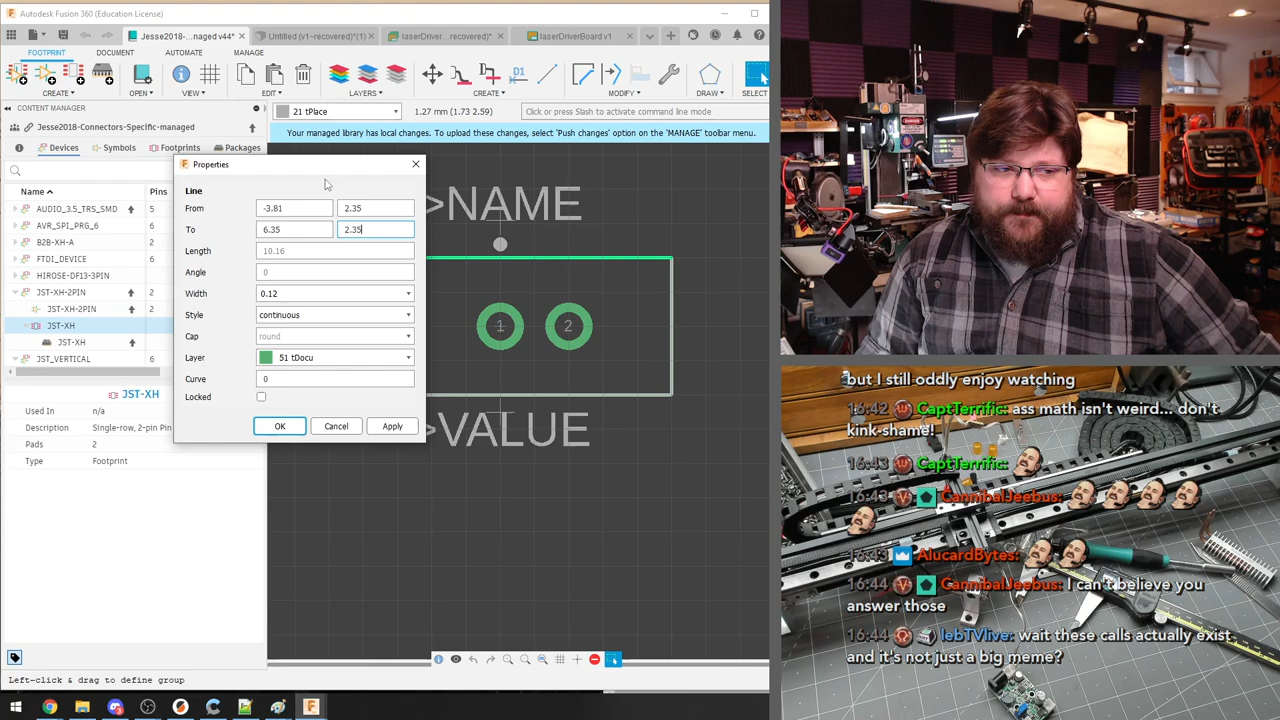 Autodesk Fusion 360 (Education License)
Jesse2018-...naged v44*
Untitled (v1~recovered)*(1)
laserDriver...recovered)*
laserDriverBoard v1
FOOTPRINT
DOCUMENT
AUTOMATE
MANAGE
CREATE
OPEN
VIEW
EDIT
LAYERS
CREATE
MODIFY
DRAW
SELECT
CONTENT MANAGER
21 tPlace
1.27 mm (1.73 2.59)
Click or press Slash to activate command line mode
Your managed library has local changes. To upload these changes, select 'Push changes' option on the 'MANAGE' toolbar menu.
Devices
Symbols
Footprints
Packages
Name
Pins
AUDIO_3.5_TRS_SMD
5
AVR_SPI_PRG_6
B2B-XH-A
FTDI_DEVICE
HIROSE-DF13-3PIN
JST-XH-2PIN
2
JST-XH-2PIN
2
JST-XH
JST-XH
JST_VERTICAL
6
JST-XH
Used In
n/a
Description
Single-row, 2-pin Pin
Pads
2
Type
Footprint
Properties
Line
From
-3.81
2.35
To
6.35
2.35
Length
10.16
Angle
0
Width
0.12
Style
continuous
Cap
round
Layer
51 tDocu
Curve
0
Locked
OK
Cancel
Apply
>NAME
1
2
>VALUE
Left-click & drag to define group
but I still oddly enjoy watching
16:42 CaptTerrific: ass math isn't weird... don't
kink-shame!
16:43 CaptTerrific:
16:43 CannibalJeebus:
16:43 AlucardBytes:
16:44 CannibalJeebus: I can't believe you
answer those
16:44 lebTVlive: wait these calls actually exist
and it's not just a big meme?